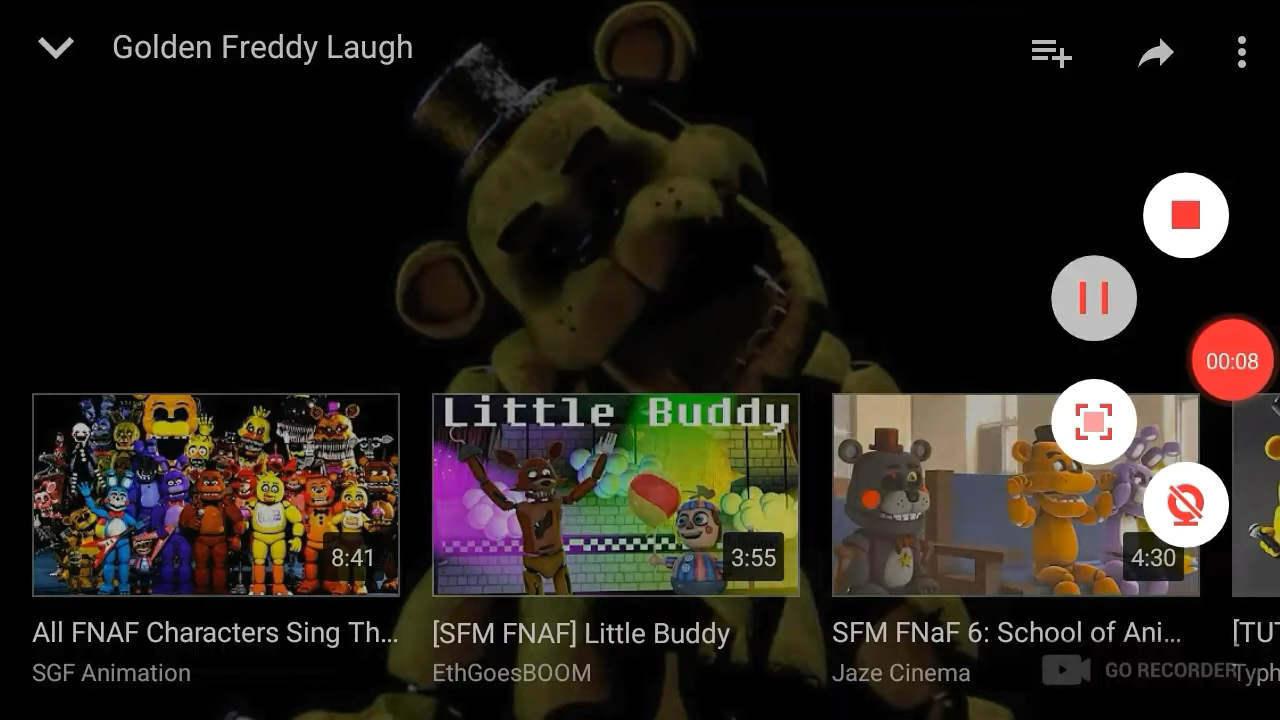 Golden Freddy Laugh
00:08
Little Buddy
8:41
3:55
4:30
All FNAF Characters Sing Th...
[SFM FNAF] Little Buddy
SFM FNaF 6: School of Ani...
[TUT
SGF Animation
EthGoesBOOM
Jaze Cinema
GO RECORDER
Typh